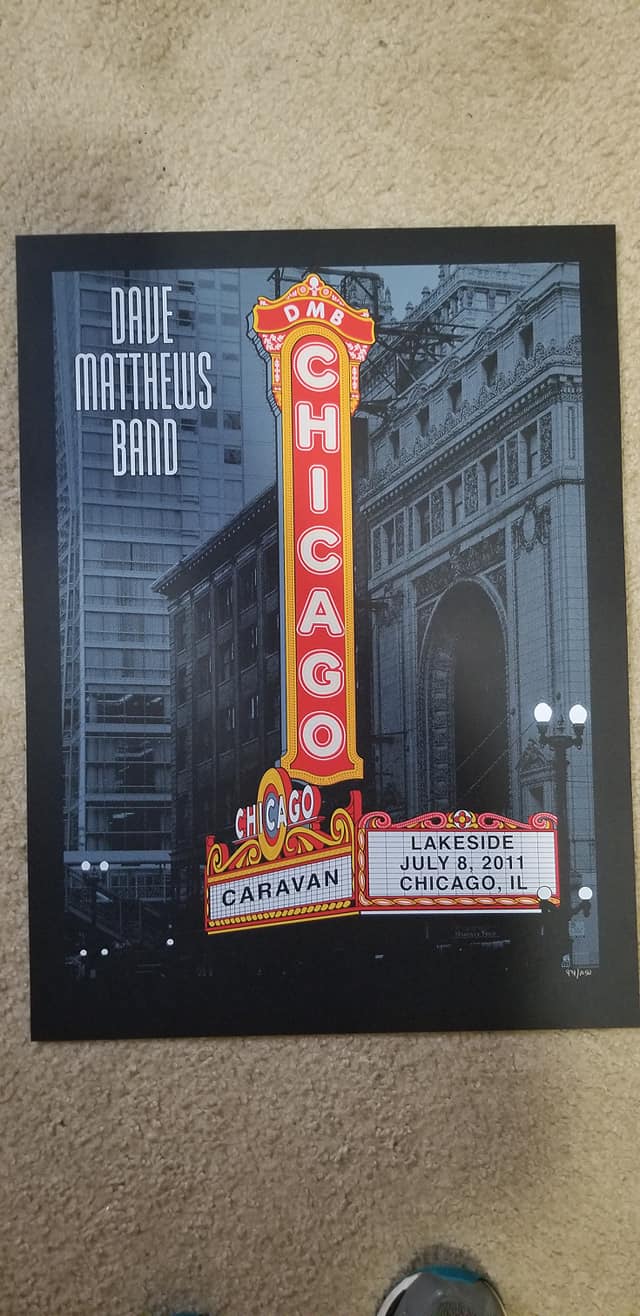 DAVE
MATTHEWS
BAND
DMB
CHICAGO
CHICAGO
CARAVAN
LAKESIDE
JULY 8, 2011
CHICAGO, IL